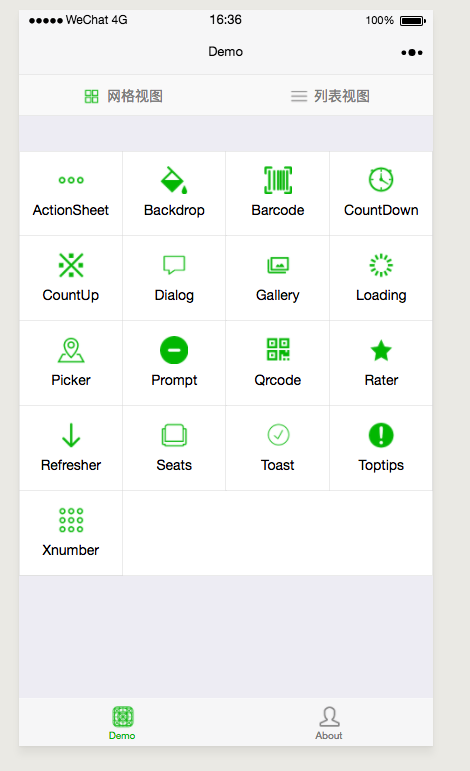 WeChat 4G 16:36 100%
Demo
网格视图 列表视图
ActionSheet Backdrop Barcode CountDown
CountUp Dialog Gallery Loading
Picker Prompt Qrcode Rater
Refresher Seats Toast Toptips
Xnumber
Demo About